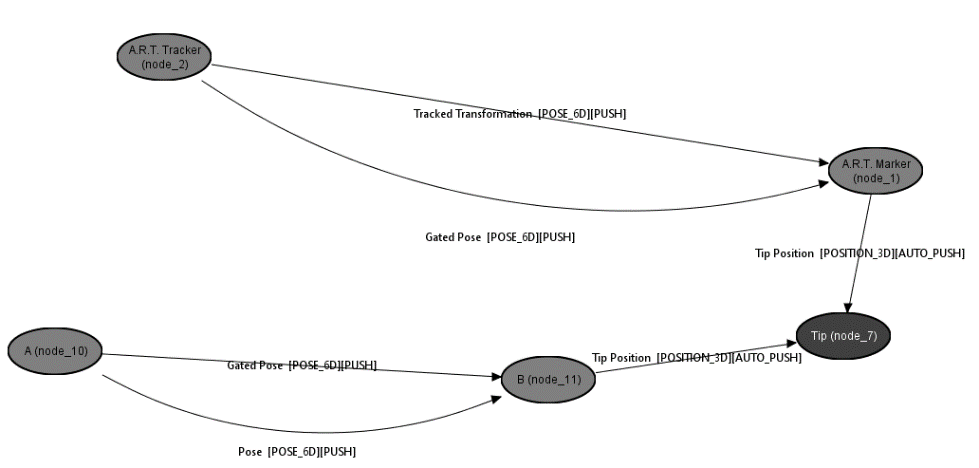 A.R.T. Tracker
(node_2)
Tracked Transformation [POSE_6D][PUSH]
A.R.T. Marker
(node_1)
Gated Pose [POSE_6D][PUSH]
Tip Position [POSITION_3D][AUTO_PUSH]
Tip (node_7)
A (node_10)
Gated Pose [POSE_6D][PUSH]
Tip Position [POSITION_3D][AUTO_PUSH]
B (node_11)
Pose [POSE_6D][PUSH]